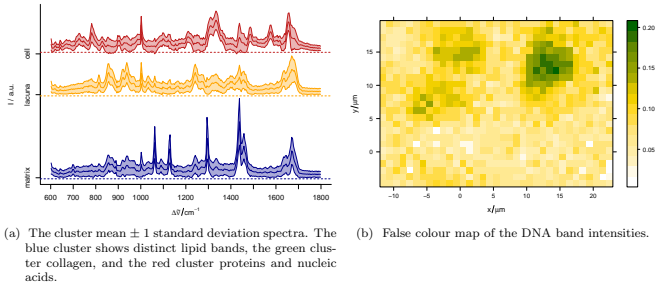 cell
lacuna
matrix
I / a.u.
600 700 800 900 1000 1200 1300 1400 1500 1600 1800
Δν̃/cm⁻¹
15
10
5
0
y/µm
-10 -5 0 5 10 15 20
x/µm
0.20
0.15
0.10
0.05
(a) The cluster mean ± 1 standard deviation spectra. The
blue cluster shows distinct lipid bands, the green clus-
ter collagen, and the red cluster proteins and nucleic
acids.
(b) False colour map of the DNA band intensities.